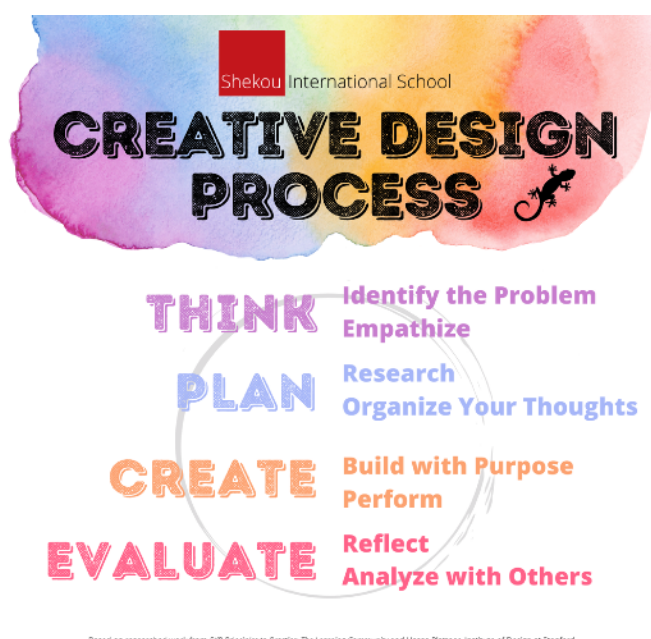 Shekou International School
CREATIVE DESIGN
PROCESS
THINK
Identify the Problem
Empathize
PLAN
Research
Organize Your Thoughts
CREATE
Build with Purpose
Perform
EVALUATE
Reflect
Analyze with Others